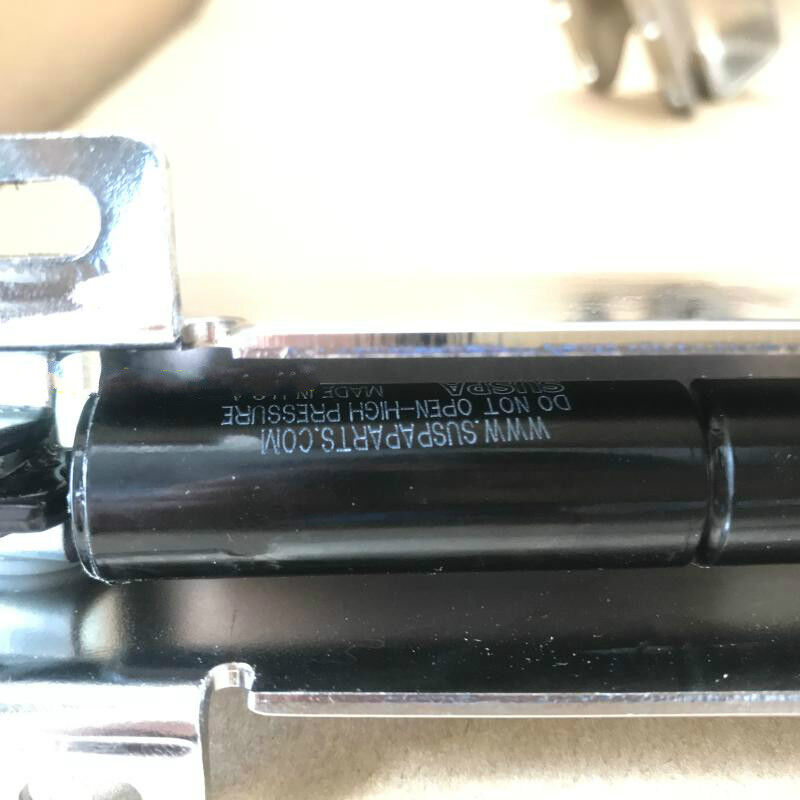 SUSPA MADE IN U.S.A
DO NOT OPEN-HIGH PRESSURE
WWW.SUSPAPARTS.COM